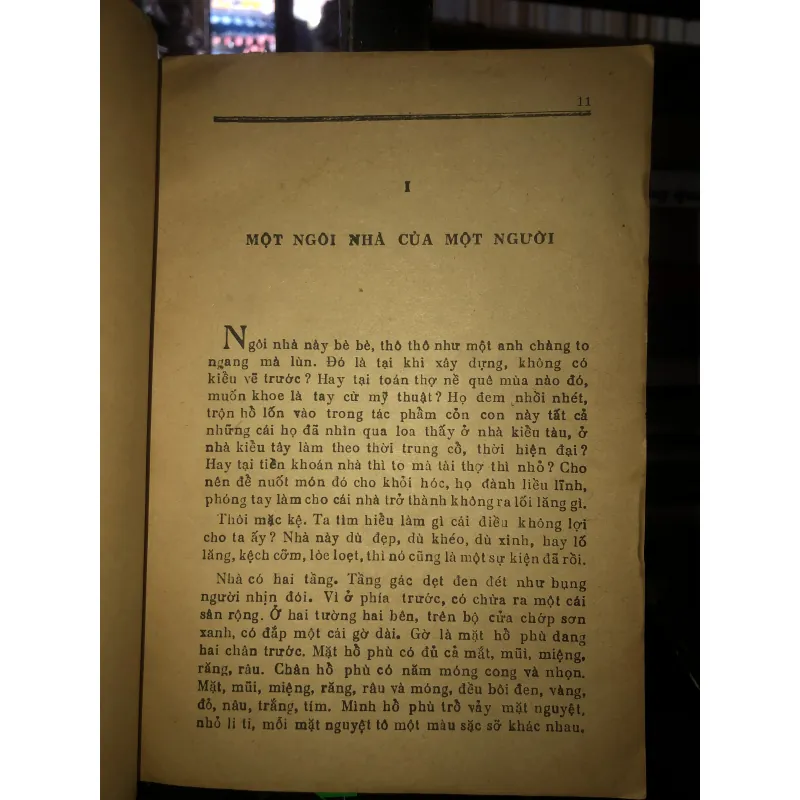 11
I
MỘT NGÔI NHÀ CỦA MỘT NGƯỜI
Ngôi nhà này bè bè, thô thô như một anh chàng to
ngang mà lùn. Đó là tại khi xây dựng, không có
kiểu vẽ trước? Hay tại toán thợ nề quê mùa nào đó,
muốn khoe là tay cừ mỹ thuật? Họ đem nhồi nhét,
trộn hồ lốn vào trong tác phẩm cỏn con này tất cả
những cái họ đã nhìn qua loa thấy ở nhà kiểu tàu, ở
nhà kiểu tây làm theo thời trung cổ, thời hiện đại?
Hay tại tiền khoán nhà thì to mà tài thợ thì nhỏ? Cho
nên để nuốt món đó cho khỏi hóc, họ đành liều lĩnh,
phóng tay làm cho cái nhà trở thành không ra lối lăng gì.
Thôi mặc kệ. Ta tìm hiểu làm gì cái điều không lợi
cho ta ấy? Nhà này dù đẹp, dù khéo, dù xinh, hay lố
lăng, kệch cỡm, lòe loẹt, thì nó cũng là một sự kiện đã rồi.
Nhà có hai tầng. Tầng gác dẹt đen đét như bụng
người nhịn đói. Vì ở phía trước, có chừa ra một cái
sân rộng. Ở hai tường hai bên, trên bộ cửa chớp sơn
xanh, có đắp một cái gờ dài. Gờ là mặt hổ phù dang
hai chân trước. Mặt hổ phù có đủ cả mắt, mũi, miệng,
răng, râu. Chân hổ phù có năm móng cong và nhọn.
Mặt, mũi, miệng, răng, râu và móng, đều bôi đen, vàng,
đỏ, nâu, trắng, tím. Mình hổ phù trổ vảy mặt nguyệt,
nhỏ li ti, mỗi mặt nguyệt tô một màu sặc sỡ khác nhau.